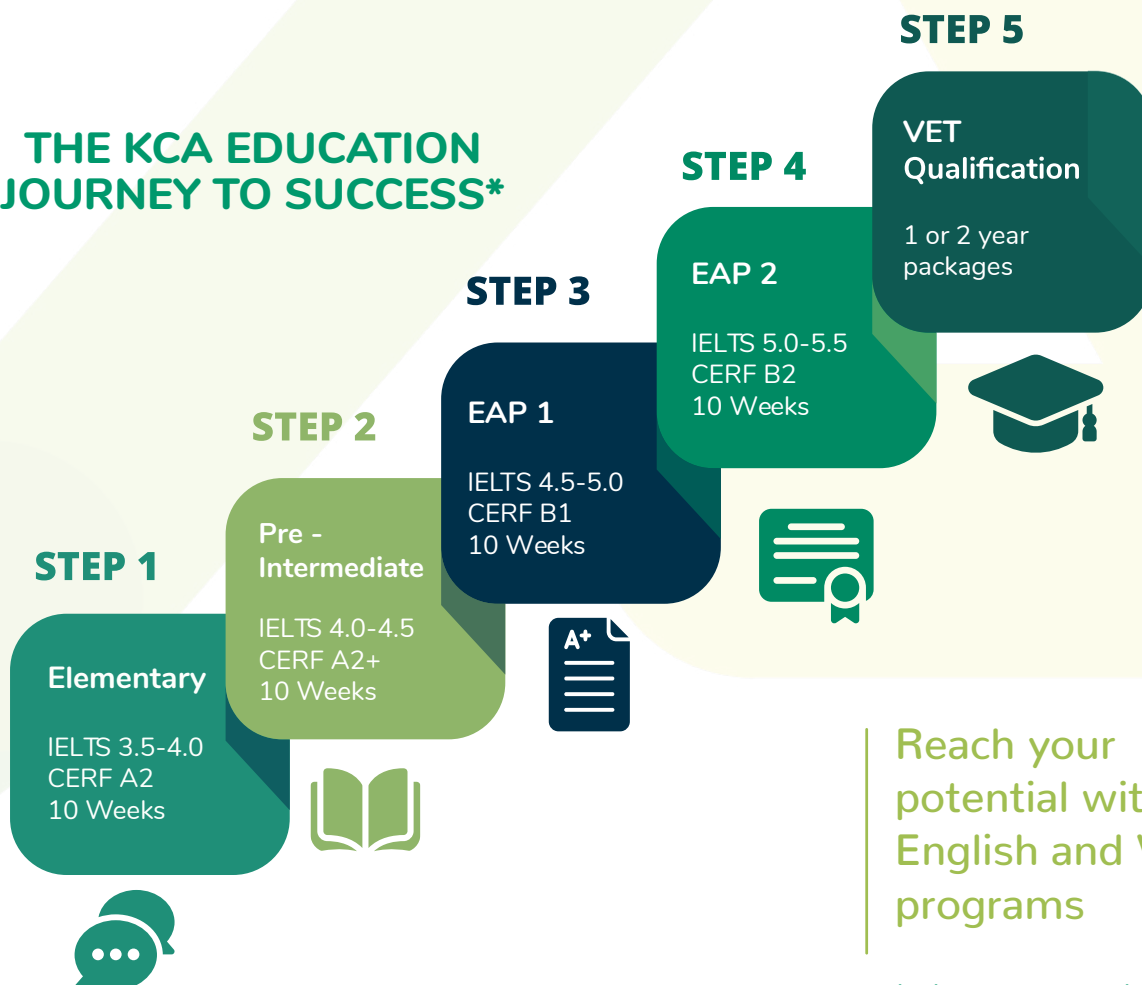 THE KCA EDUCATION
JOURNEY TO SUCCESS*
STEP 1
Elementary
IELTS 3.5-4.0
CERF A2
10 Weeks
STEP 2
Pre -
Intermediate
IELTS 4.0-4.5
CERF A2+
10 Weeks
STEP 3
EAP 1
IELTS 4.5-5.0
CERF B1
10 Weeks
A+
STEP 4
EAP 2
IELTS 5.0-5.5
CERF B2
10 Weeks
STEP 5
VET
Qualification
1 or 2 year
packages
Reach your
potential
English and
programs